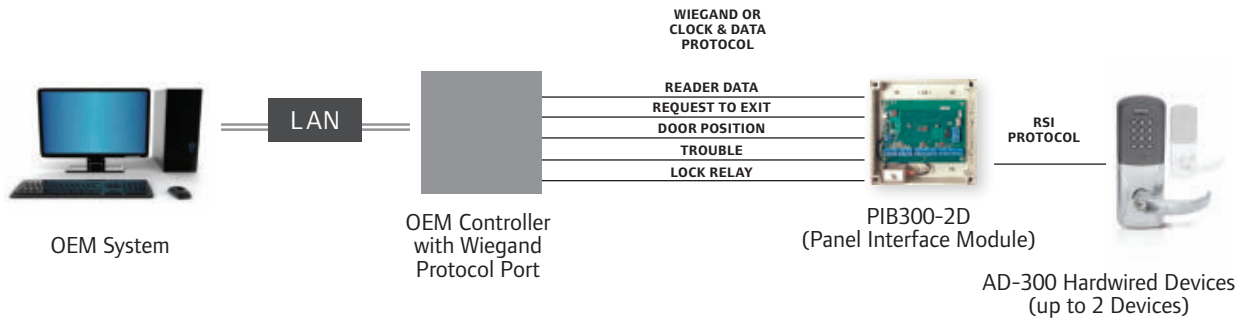 WIEGAND OR
CLOCK & DATA
PROTOCOL
LAN
READER DATA
REQUEST TO EXIT
DOOR POSITION
TROUBLE
LOCK RELAY
RSI
PROTOCOL
OEM System
OEM Controller
with Wiegand
Protocol Port
PIB300-2D
(Panel Interface Module)
AD-300 Hardwired Devices
(up to 2 Devices)